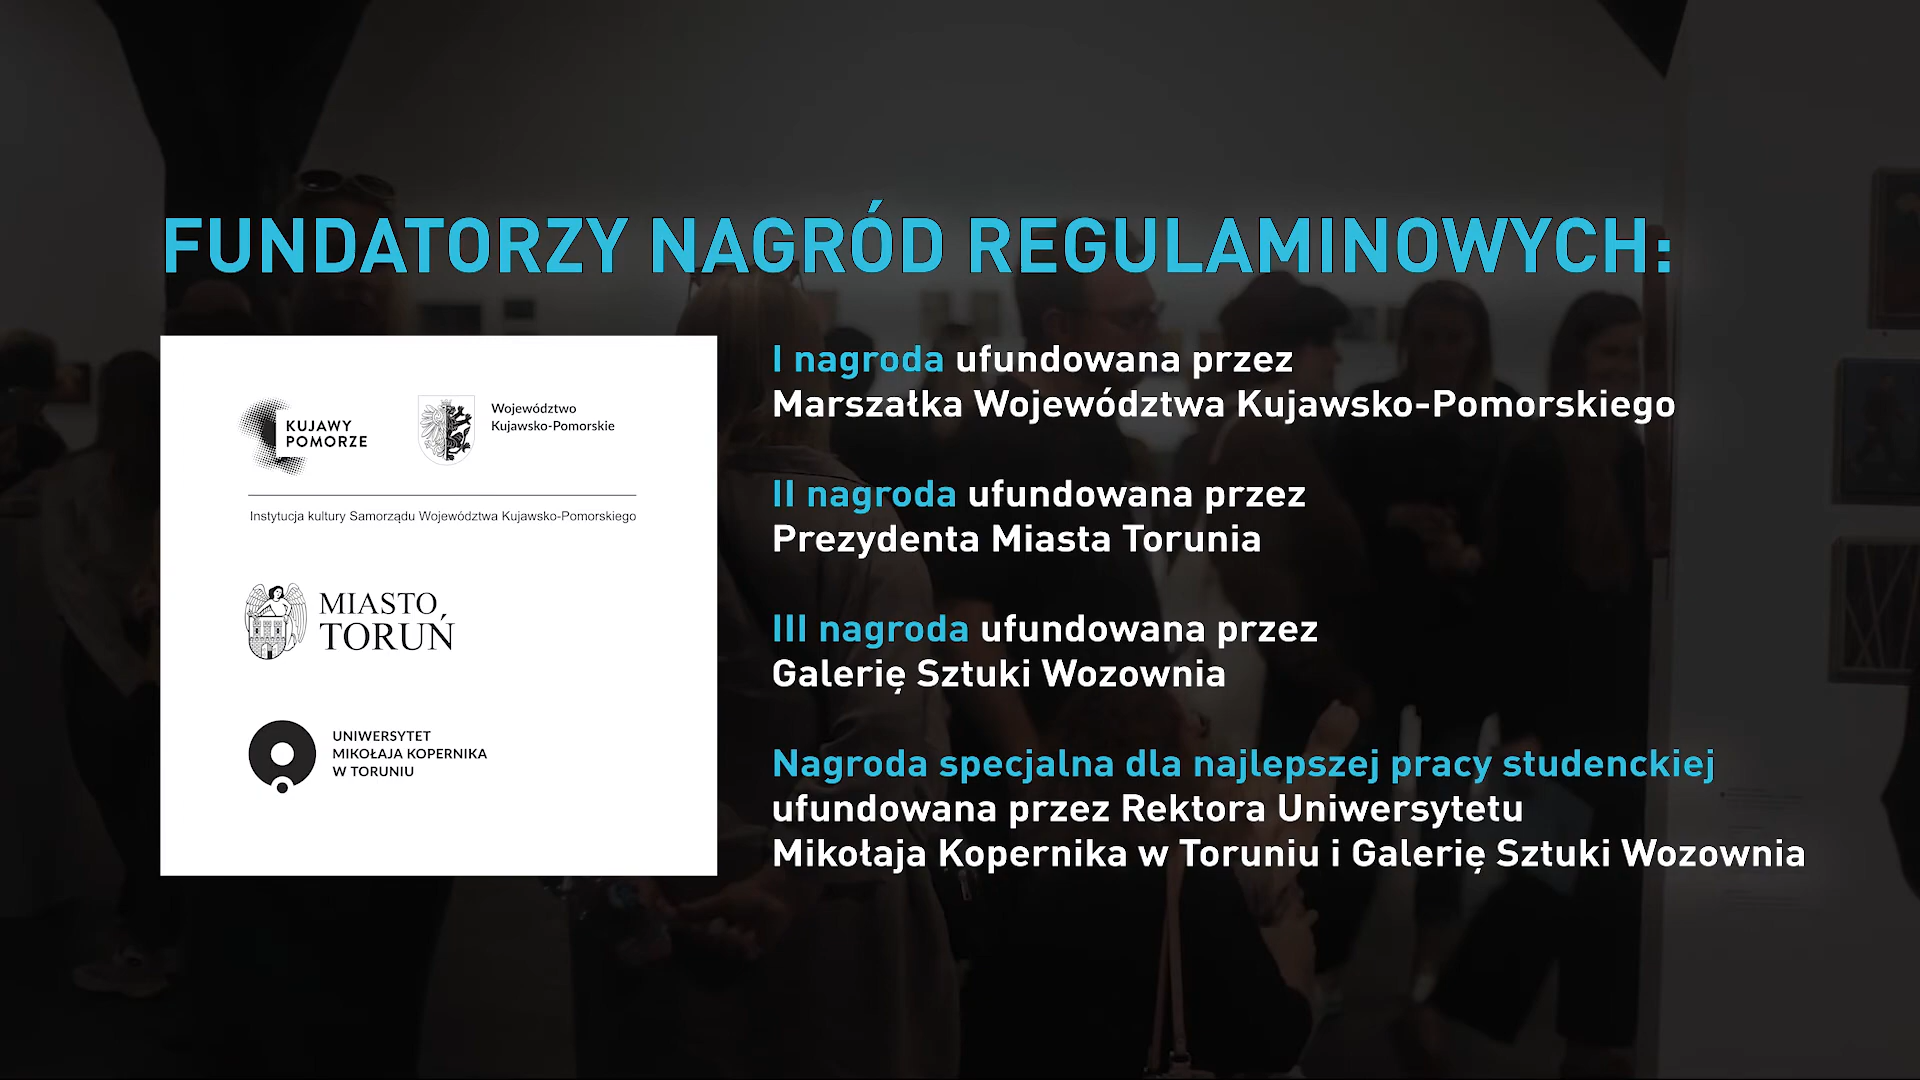 FUNDATORZY NAGRÓD REGULAMINOWYCH:
KUJAWY
POMORZE
Województwo
Kujawsko-Pomorskie
Instytucja kultury Samorządu Województwa Kujawsko-Pomorskiego
MIASTO
TORUŃ
UNIWERSYTET
MIKOŁAJA KOPERNIKA
W TORUNIU
I nagroda ufundowana przez
Marszałka Województwa Kujawsko-Pomorskiego
II nagroda ufundowana przez
Prezydenta Miasta Torunia
III nagroda ufundowana przez
Galerię Sztuki Wozownia
Nagroda specjalna dla najlepszej pracy studenckiej
ufundowana przez Rektora Uniwersytetu
Mikołaja Kopernika w Toruniu i Galerię Sztuki Wozownia